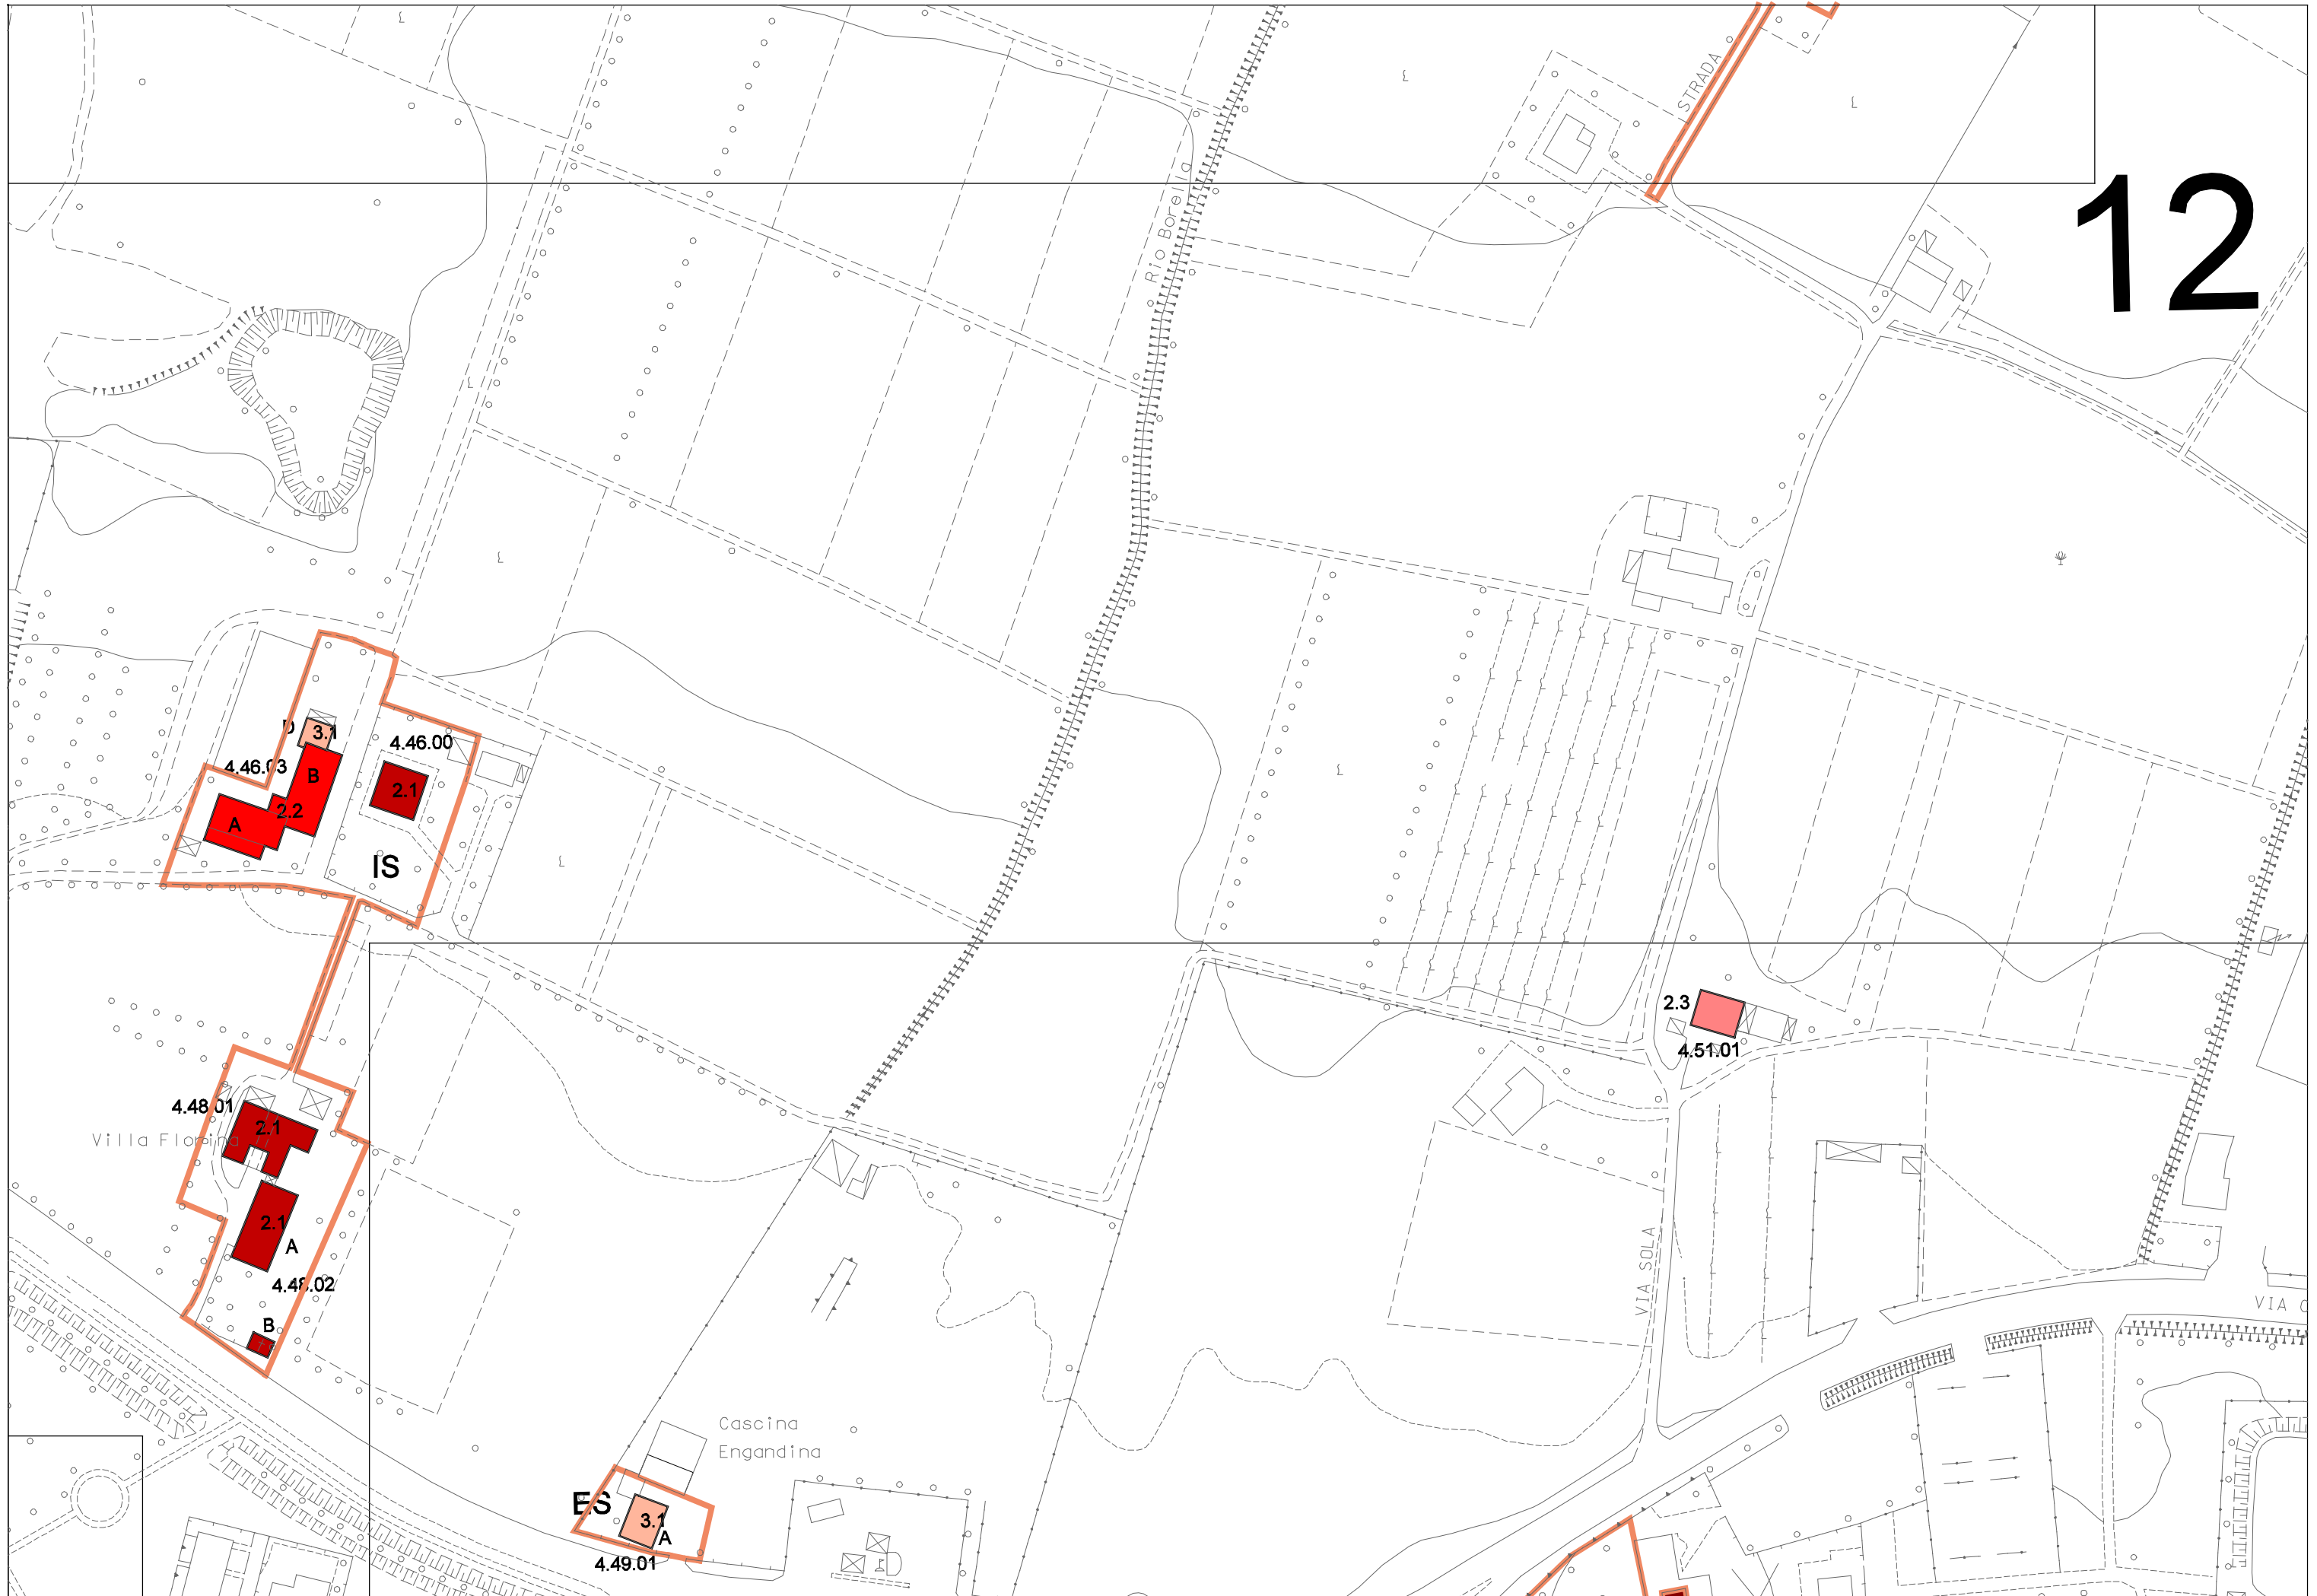 STRADA
12
Rio Borella
D
3.1
4.46.00
4.46.03
B
2.1
2.2
A
IS
2.3
4.51.01
4.48.01
2.1
Villa Florina
2.1
A
VIA SOLA
4.48.02
VIA
B
Cascina
Engandina
ES
3.1
A
4.49.01